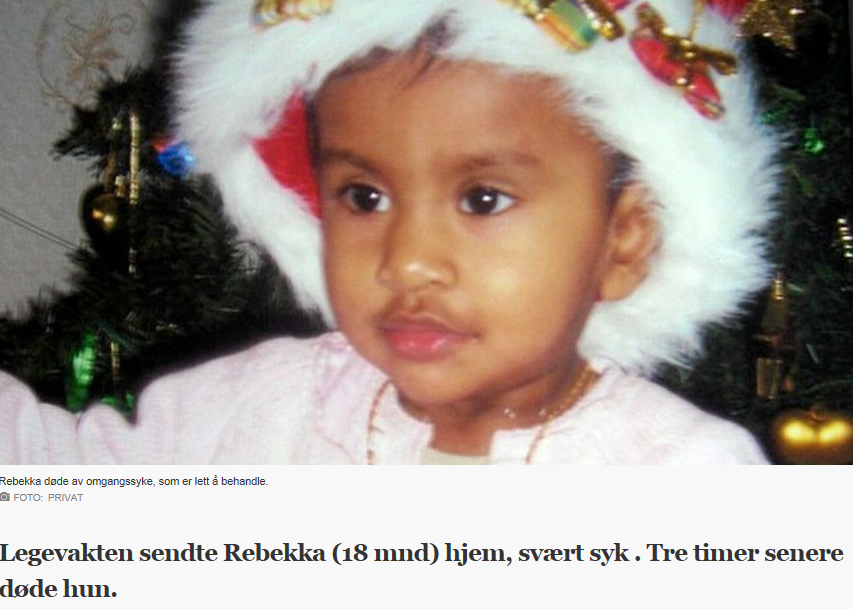 Rebekka døde av omgangssyke, som er lett å behandle.
FOTO: PRIVAT
Legevakten sendte Rebekka (18 mnd) hjem, svært syk . Tre timer senere
døde hun.